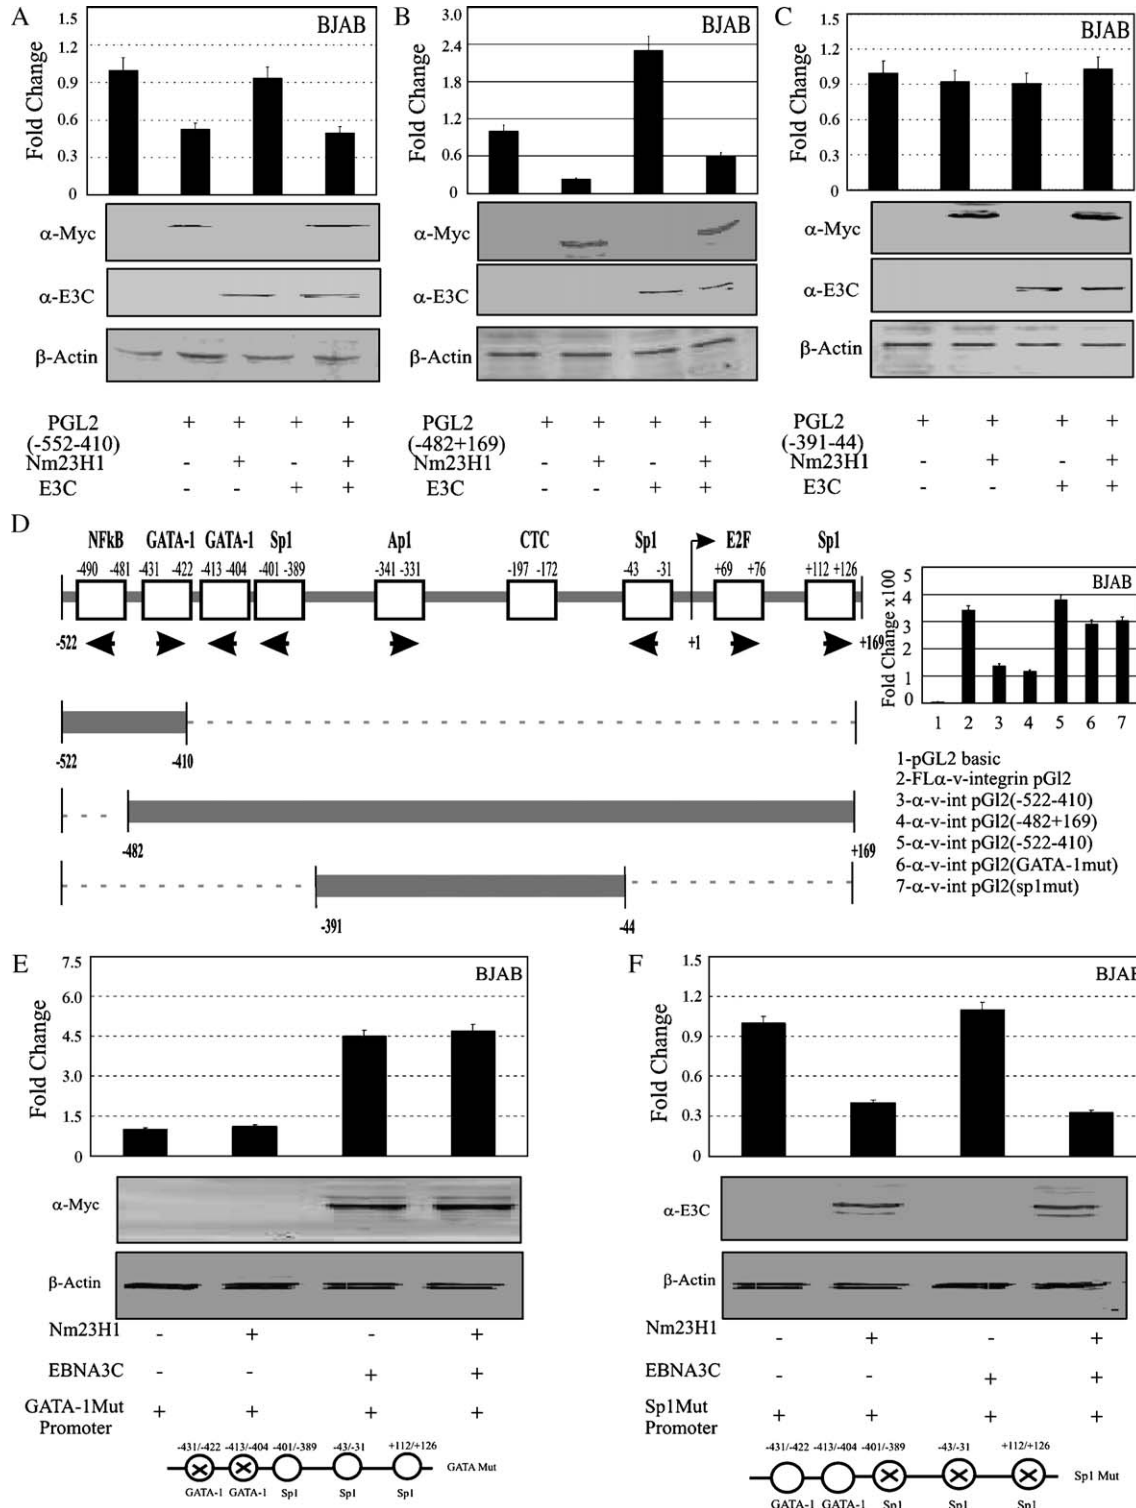 A
1.5
1.2
0.9
0.6
0.3
0
Fold Change
BJAB
α-Myc
α-E3C
β-Actin
PGL2 + + + +
(-552-410)
Nm23H1 - + - +
E3C - - + +
B
3.0
2.4
1.8
1.2
0.6
0
Fold Change
BJAB
α-Myc
α-E3C
β-Actin
PGL2 + + + +
(-482+169)
Nm23H1 - + - +
E3C - - + +
C
1.5
1.2
0.9
0.6
0.3
0
Fold Change
BJAB
α-Myc
α-E3C
β-Actin
PGL2 + + + +
(-391-44)
Nm23H1 - + - +
E3C - - + +
D
NFkB GATA-1 GATA-1 Sp1 Ap1 CTC Sp1 E2F Sp1
-490 -481 -431 -422 -413 -404 -401 -389 -341 -331 -197 -172 -43 -31 +69 +76 +112 +126
-522 +1 +169
-522 -410
-482 +169
-391 -44
5
4
3
2
1
0
Fold Change x100
BJAB
1 2 3 4 5 6 7
1-pGL2 basic
2-FLα-v-integrin pGl2
3-α-v-int pGl2(-522-410)
4-α-v-int pGl2(-482+169)
5-α-v-int pGl2(-522-410)
6-α-v-int pGl2(GATA-1mut)
7-α-v-int pGl2(sp1mut)
E
7.5
6.0
4.5
3.0
1.5
0
Fold Change
BJAB
α-Myc
β-Actin
Nm23H1 - + - +
EBNA3C - - + +
GATA-1Mut + + + +
Promoter
-431/-422 -413/-404 -401/-389 -43/-31 +112/+126
GATA Mut
GATA-1 GATA-1 Sp1 Sp1 Sp1
F
1.5
1.2
0.9
0.6
0.3
0
Fold Change
BJAB
α-E3C
β-Actin
Nm23H1 - + - +
EBNA3C - - + +
Sp1Mut + + + +
Promoter
-431/-422 -413/-404 -401/-389 -43/-31 +112/+126
Sp1 Mut
GATA-1 GATA-1 Sp1 Sp1 Sp1